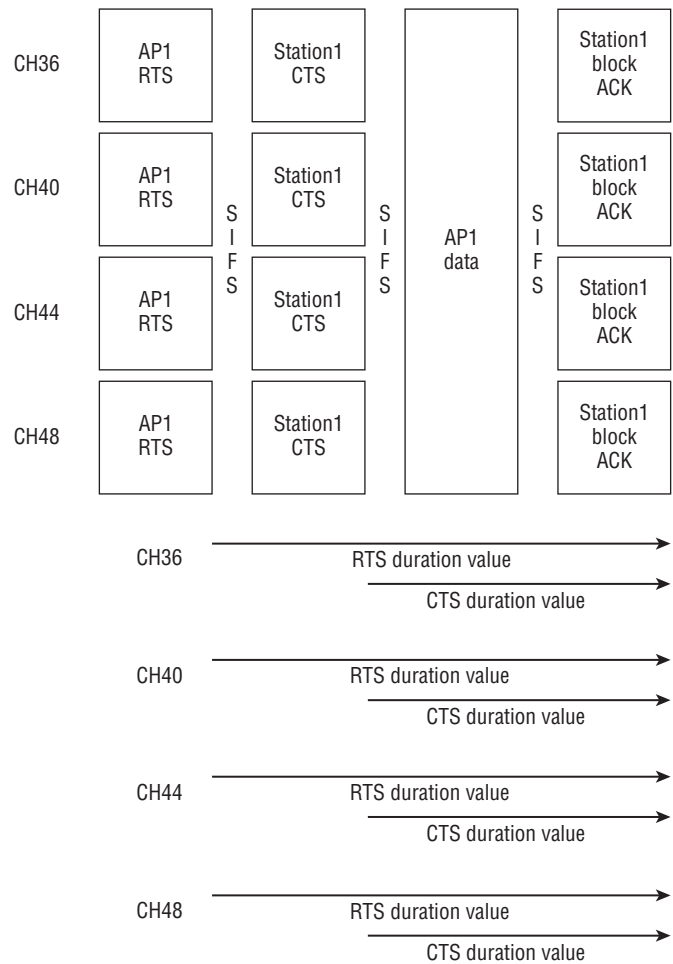 CH36
AP1
RTS
Station1
CTS
Station1
block
ACK
CH40
AP1
RTS
SIFS
Station1
CTS
SIFS
AP1
data
SIFS
Station1
block
ACK
CH44
AP1
RTS
Station1
CTS
Station1
block
ACK
CH48
AP1
RTS
Station1
CTS
Station1
block
ACK
CH36
RTS duration value
CTS duration value
CH40
RTS duration value
CTS duration value
CH44
RTS duration value
CTS duration value
CH48
RTS duration value
CTS duration value